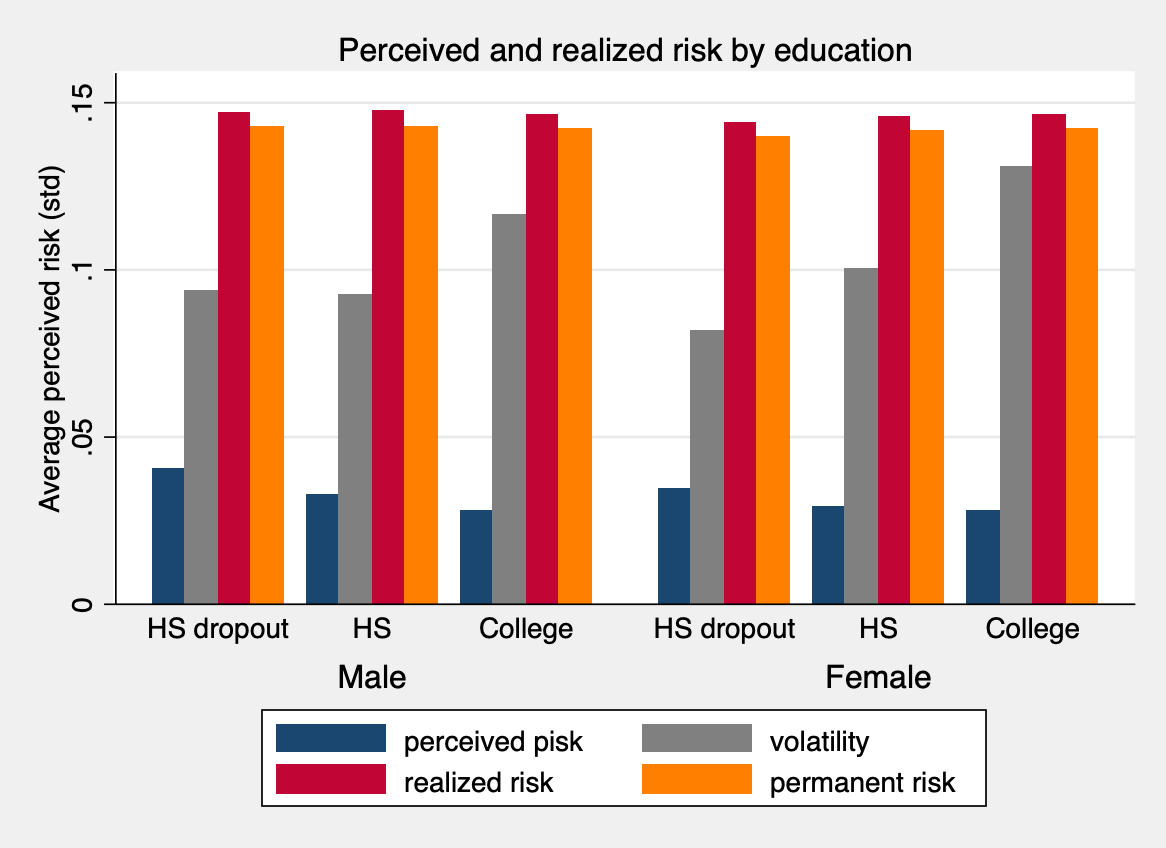 Perceived and realized risk by education
Average perceived risk (std)
.15
.1
.05
0
HS dropout HS College HS dropout HS College
Male Female
perceived pisk volatility
realized risk permanent risk